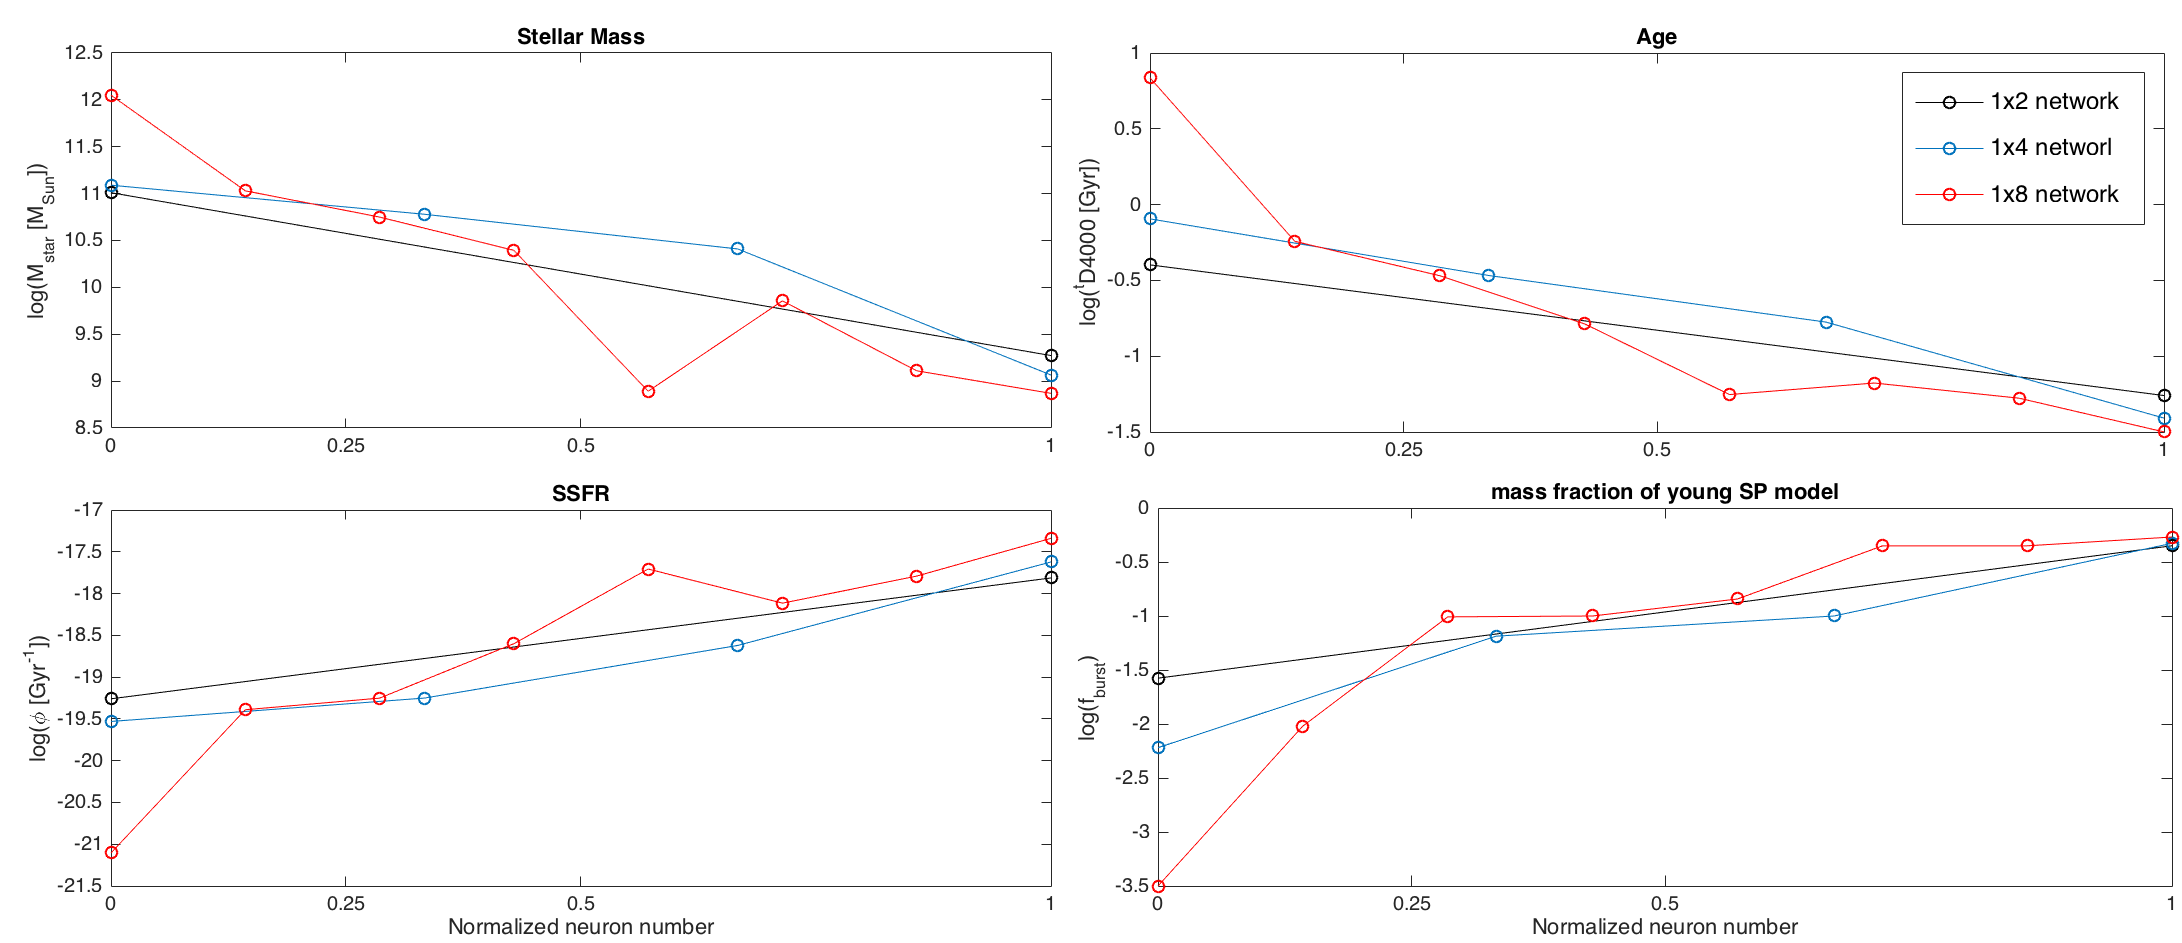 Stellar Mass
12.5
12
11.5
11
10.5
10
9.5
9
8.5
log(M_star [M_Sun])
0 0.25 0.5 1
Age
1
0.5
0
-0.5
-1
-1.5
log(^tD4000 [Gyr])
0 0.25 0.5 1
1x2 network
1x4 networl
1x8 network
SSFR
-17
-17.5
-18
-18.5
-19
-19.5
-20
-20.5
-21
-21.5
log(ϕ [Gyr^-1])
0 0.25 0.5 1
Normalized neuron number
mass fraction of young SP model
0
-0.5
-1
-1.5
-2
-2.5
-3
-3.5
log(f_burst)
0 0.25 0.5 1
Normalized neuron number